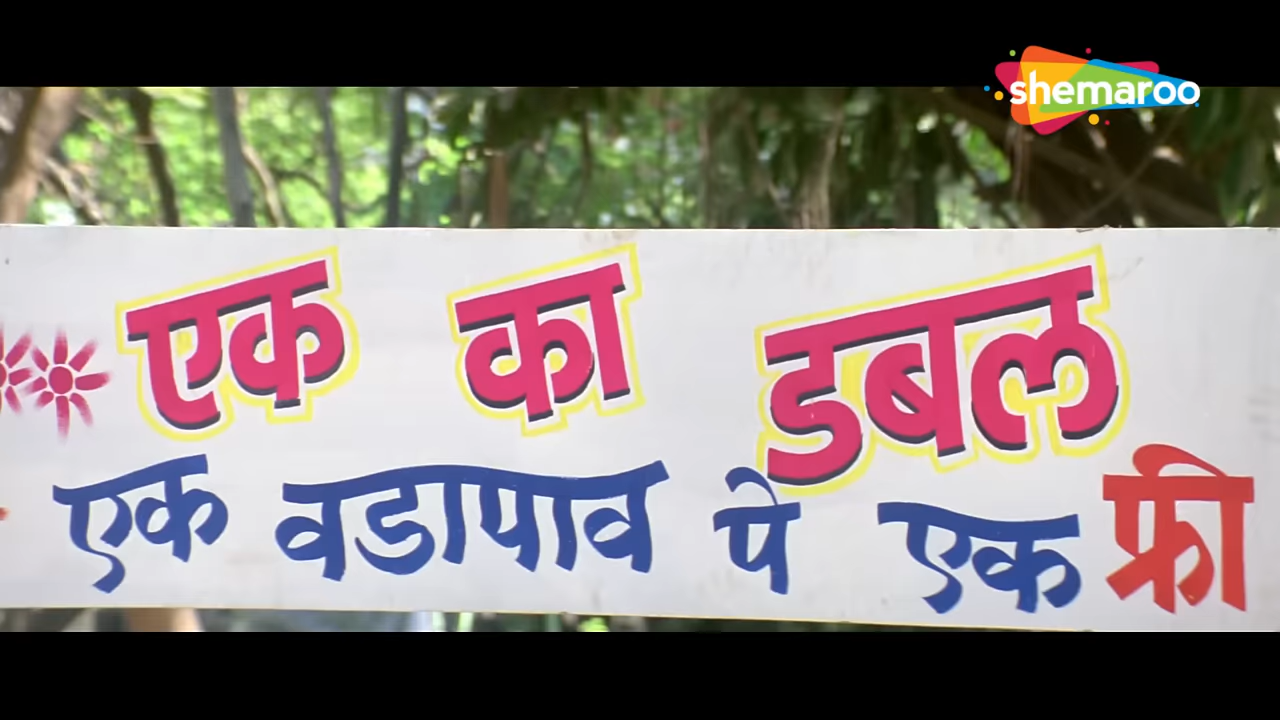 shemaroo
एक का डबल
एक वडापाव पे एक फ्री